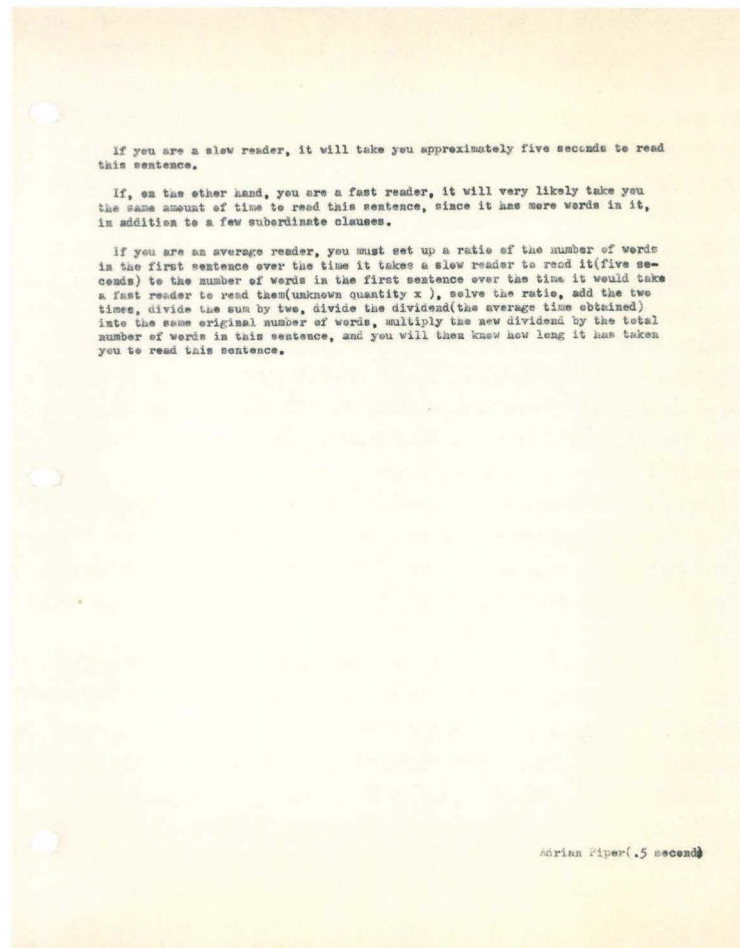 If you are a slow reader, it will take you approximately five seconds to read
this sentence.
If, on the other hand, you are a fast reader, it will very likely take you
the same amount of time to read this sentence, since it has more words in it,
in addition to a few subordinate clauses.
If you are an average reader, you must set up a ratio of the number of words
in the first sentence over the time it takes a slow reader to read it(five se-
conds) to the number of words in the first sentence over the time it would take
a fast reader to read them(unknown quantity x ), solve the ratio, add the two
times, divide the sum by two, divide the dividend(the average time obtained)
into the same original number of words, multiply the new dividend by the total
number of words in this sentence, and you will then know how long it has taken
you to read this sentence.
Adrian Piper(.5 second)